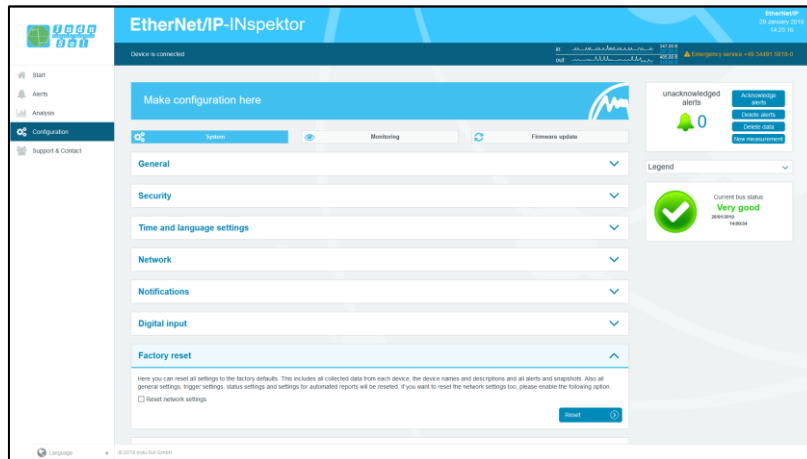 Indu
Sol
EtherNet/IP-INspektor
EtherNet/IP
29 January 2019
14:25:16
Device is connected
in:
out:
Emergency service +49 34491 5818-0
Start
Alerts
Analysis
Configuration
Support & Contact
Make configuration here
System
Monitoring
Firmware update
General
Security
Time and language settings
Network
Notifications
Digital input
Factory reset
Here you can reset all settings to the factory defaults. This includes all collected data from each device, the device names and descriptions and all alerts and snapshots. Also all
general settings, trigger settings, status settings and settings for automated reports will be reseted. If you want to reset the network settings too, please enable the following option.
Reset network settings
Reset
unacknowledged
alerts
0
Acknowledge
alerts
Delete alerts
Delete data
New measurement
Legend
Current bus status
Very good
Language